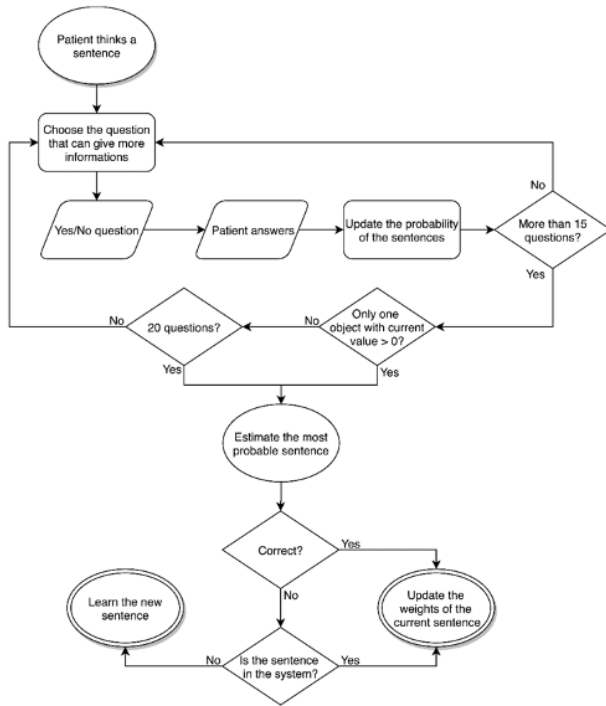 Patient thinks a
sentence
Choose the question
that can give more
informations
No
Yes/No question
Patient answers
Update the probability
of the sentences
More than 15
questions?
Yes
No
20 questions?
No
Only one
object with current
value > 0?
Yes
Yes
Estimate the most
probable sentence
Correct?
Yes
No
Learn the new
sentence
Update the
weights of the
current sentence
No
Is the sentence
in the system?
Yes